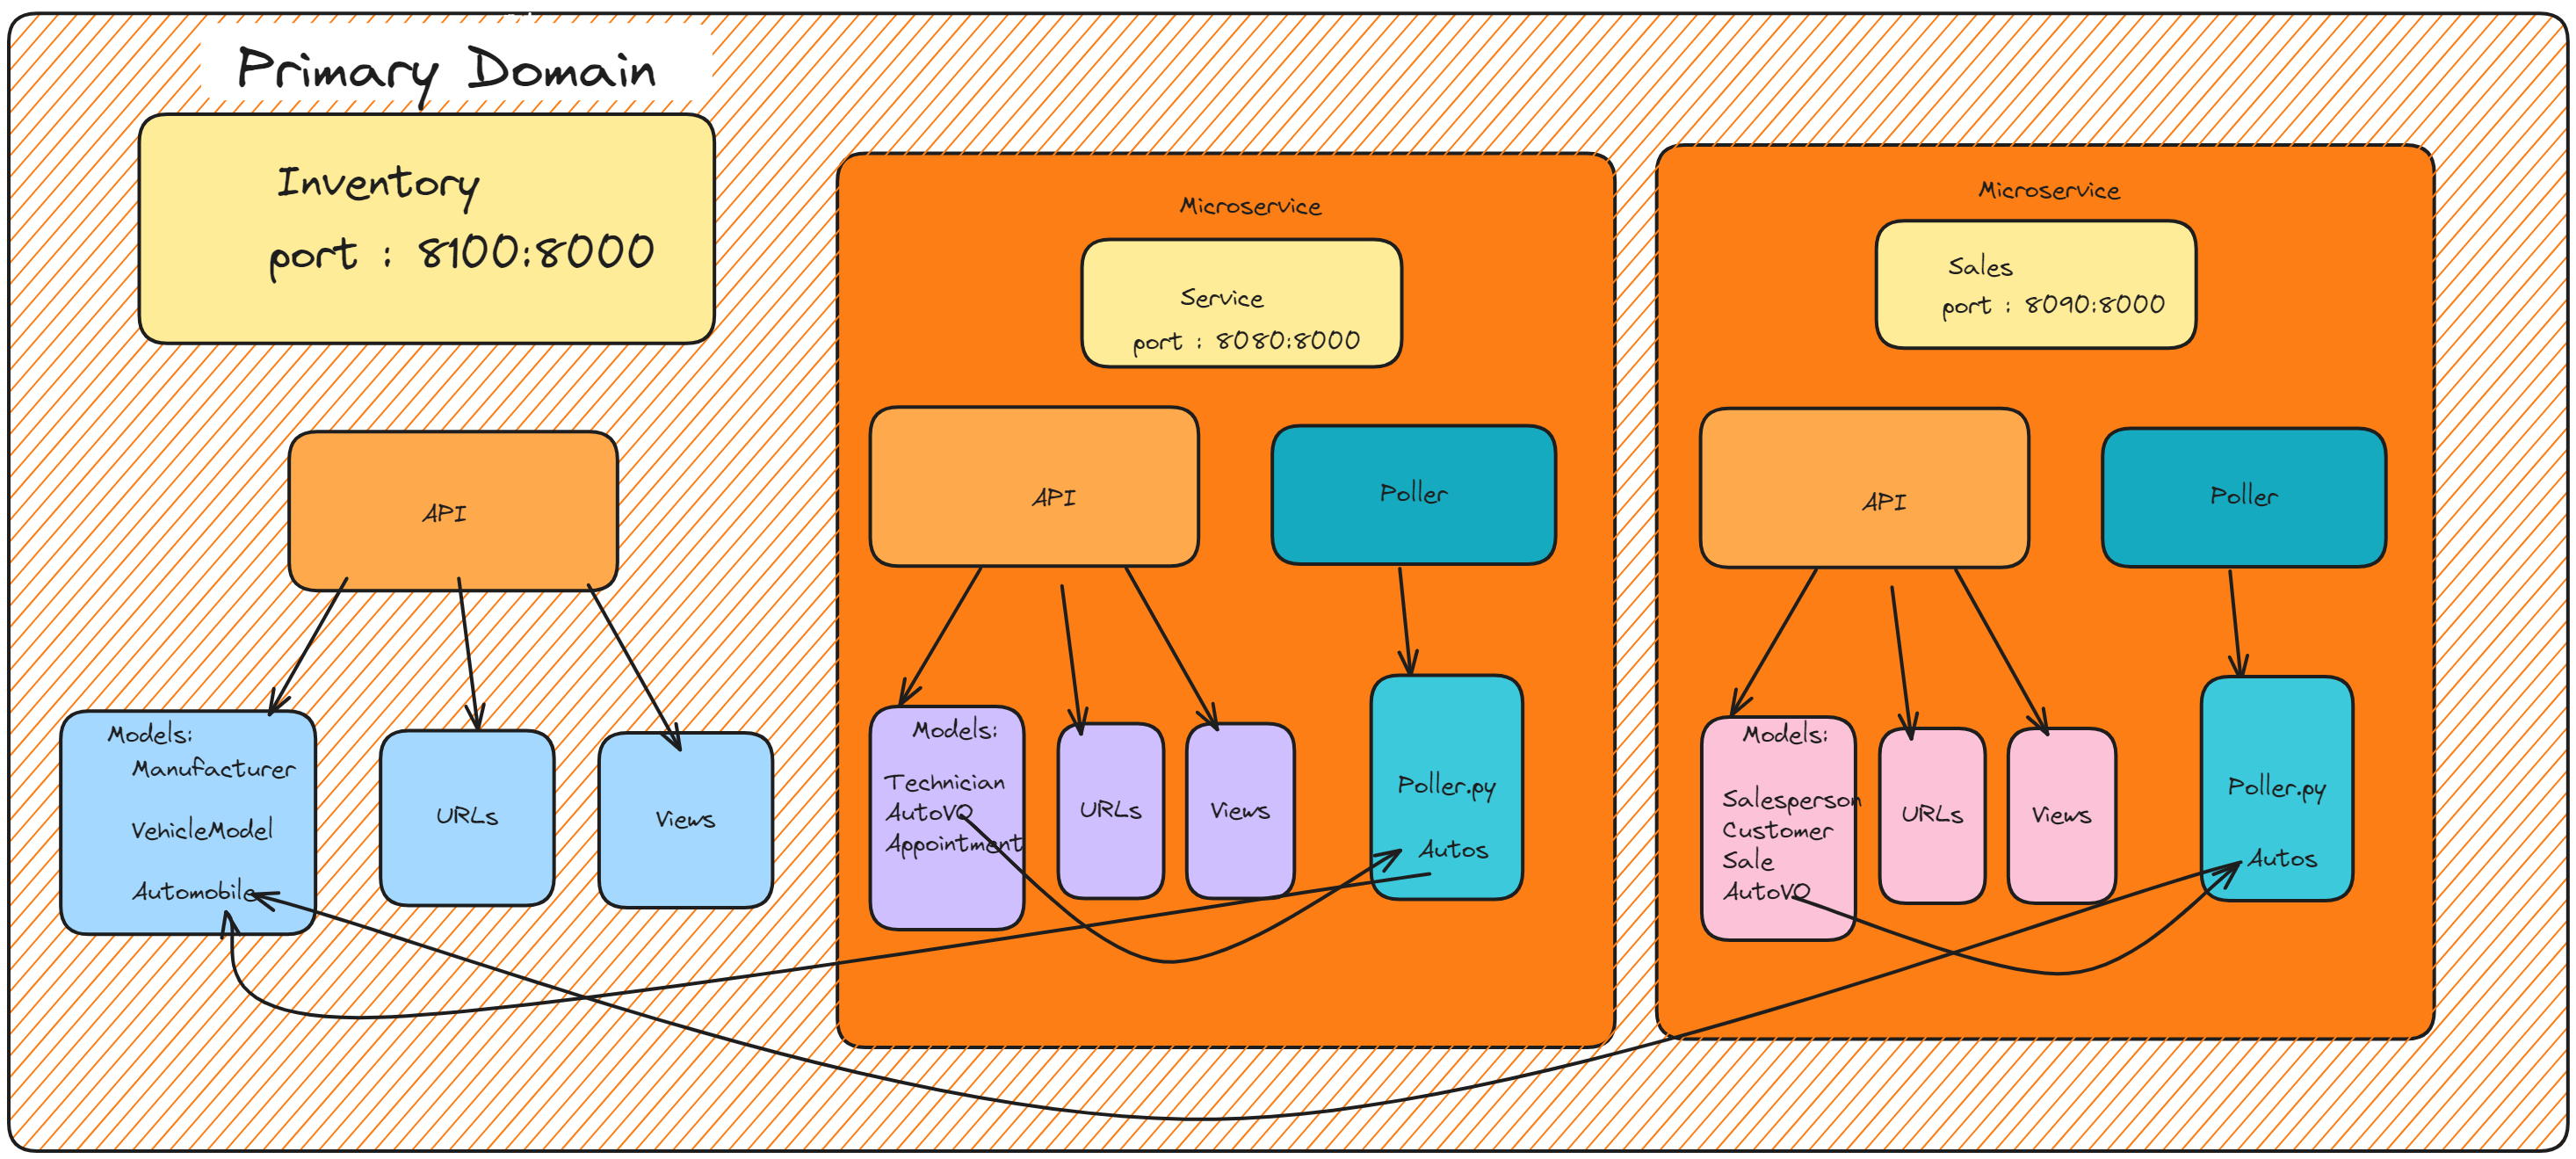 Primary Domain
Inventory
port : 8100:8000
API
Models:
Manufacturer
VehicleModel
Automobile
URLs
Views
Microservice
Service
port : 8080:8000
API
Poller
Models:
Technician
AutoVO
Appointment
URLs
Views
Poller.py
Autos
Microservice
Sales
port : 8090:8000
API
Poller
Models:
Salesperson
Customer
Sale
AutoVO
URLs
Views
Poller.py
Autos